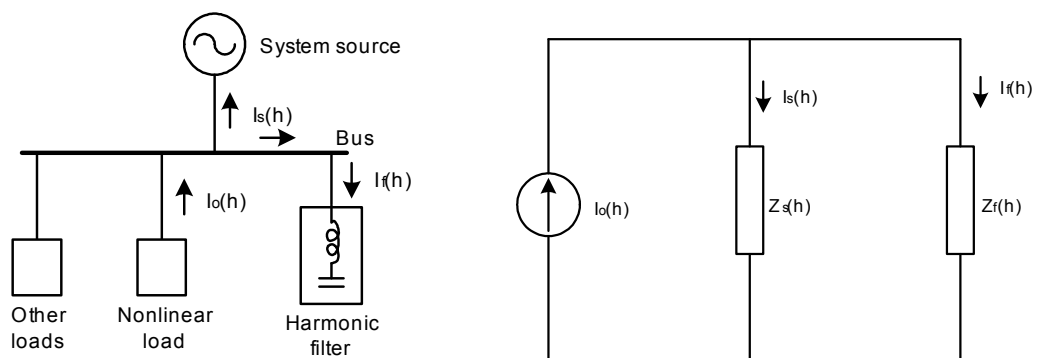 System source
Is(h)
Bus
If(h)
Io(h)
Other
loads
Nonlinear
load
Harmonic
filter
Is(h)
If(h)
Io(h)
Zs(h)
Zf(h)